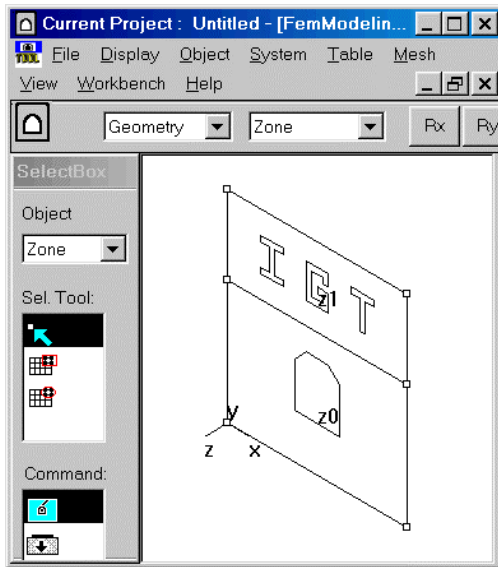 Current Project : Untitled - [FemModelin...
File Display Object System Table Mesh
View Workbench Help
Geometry Zone Rx Ry
SelectBox
Object
Zone
Sel. Tool:
Command:
IGT
z1
z0
y
z x